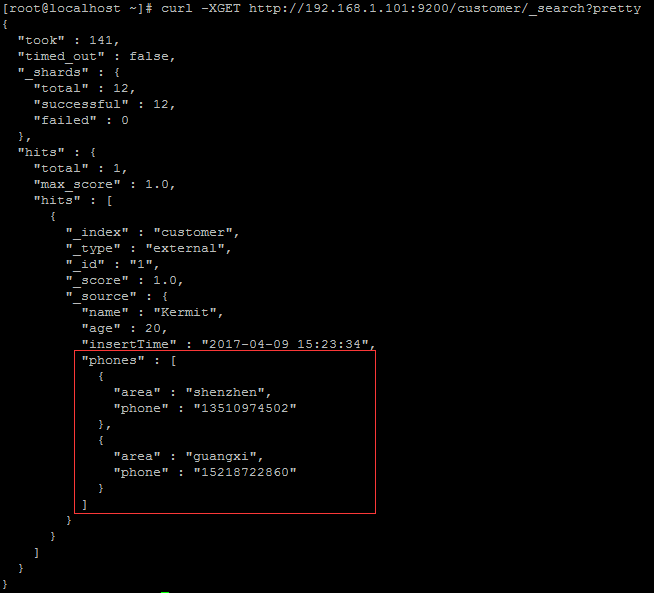 [root@localhost ~]# curl -XGET http://192.168.1.101:9200/customer/_search?pretty
{
  "took" : 141,
  "timed_out" : false,
  "_shards" : {
    "total" : 12,
    "successful" : 12,
    "failed" : 0
  },
  "hits" : {
    "total" : 1,
    "max_score" : 1.0,
    "hits" : [
      {
        "_index" : "customer",
        "_type" : "external",
        "_id" : "1",
        "_score" : 1.0,
        "_source" : {
          "name" : "Kermit",
          "age" : 20,
          "insertTime" : "2017-04-09 15:23:34",
          "phones" : [
            {
              "area" : "shenzhen",
              "phone" : "13510974502"
            },
            {
              "area" : "guangxi",
              "phone" : "15218722860"
            }
          ]
        }
      }
    ]
  }
}